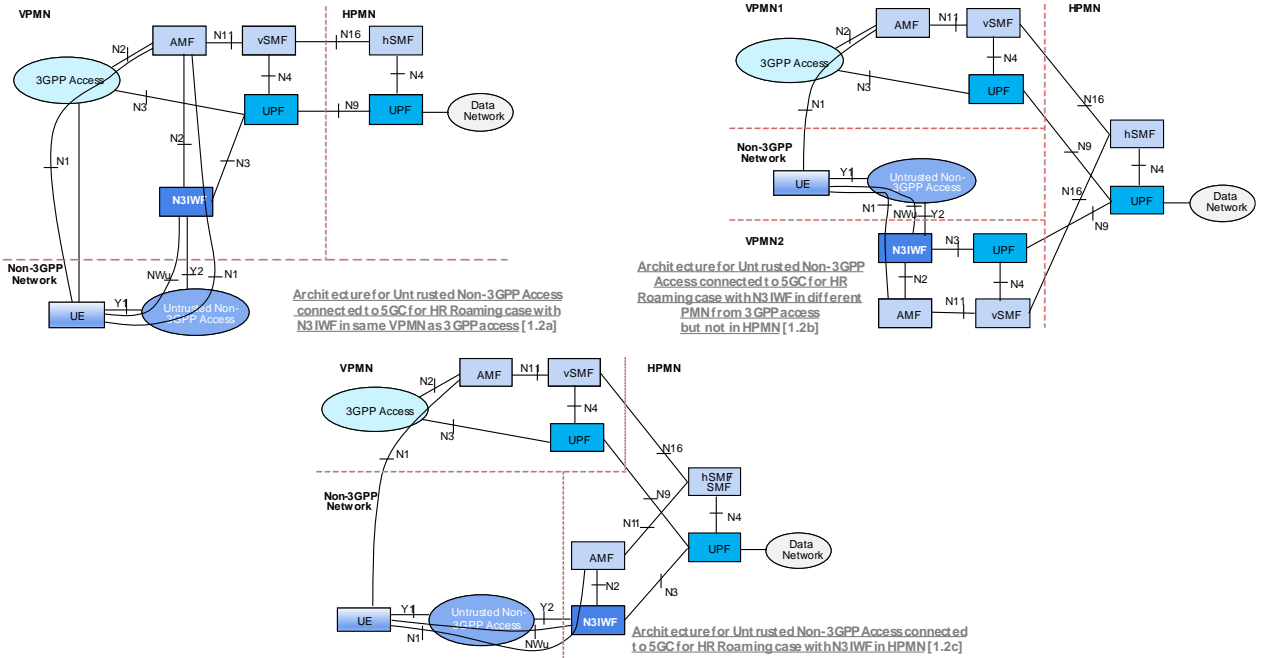 VPMN
HPMN
AMF
N11
vSMF
N16
hSMF
N2
3GPP Access
N4
N4
N3
UPF
N9
UPF
Data
Network
N2
N1
N3
N3IWF
Non-3GPP
Network
NWu
Y2
N1
UE
Y1
Untrusted Non-
3GPP Access
Architecture for Untrusted Non-3GPP Access
connected to 5GC for HR Roaming case with
N3IWF in same VPMN as 3GPP access [1.2a]
VPMN1
HPMN
N2
AMF
N11
vSMF
3GPP Access
N4
N3
UPF
N1
N16
hSMF
N9
Non-3GPP
Network
N4
UE
Y1
Untrusted Non-
3GPP Access
N16
UPF
Data
Network
N1
NWu
Y2
N9
VPMN2
N3IWF
N3
UPF
N2
N4
AMF
N11
vSMF
Architecture for Untrusted Non-3GPP
Access connected to 5GC for HR
Roaming case with N3IWF in different
PMN from 3GPP access
but not in HPMN [1.2b]
VPMN
HPMN
N2
AMF
N11
vSMF
3GPP Access
N4
N3
UPF
N1
N16
hSMF/
SMF
Non-3GPP
Network
N9
N11
N4
AMF
UPF
Data
Network
N2
N3
UE
Y1
Untrusted Non-
3GPP Access
Y2
N3IWF
N1
NWu
Architecture for Untrusted Non-3GPP Access connected
to 5GC for HR Roaming case with N3IWF in HPMN [1.2c]